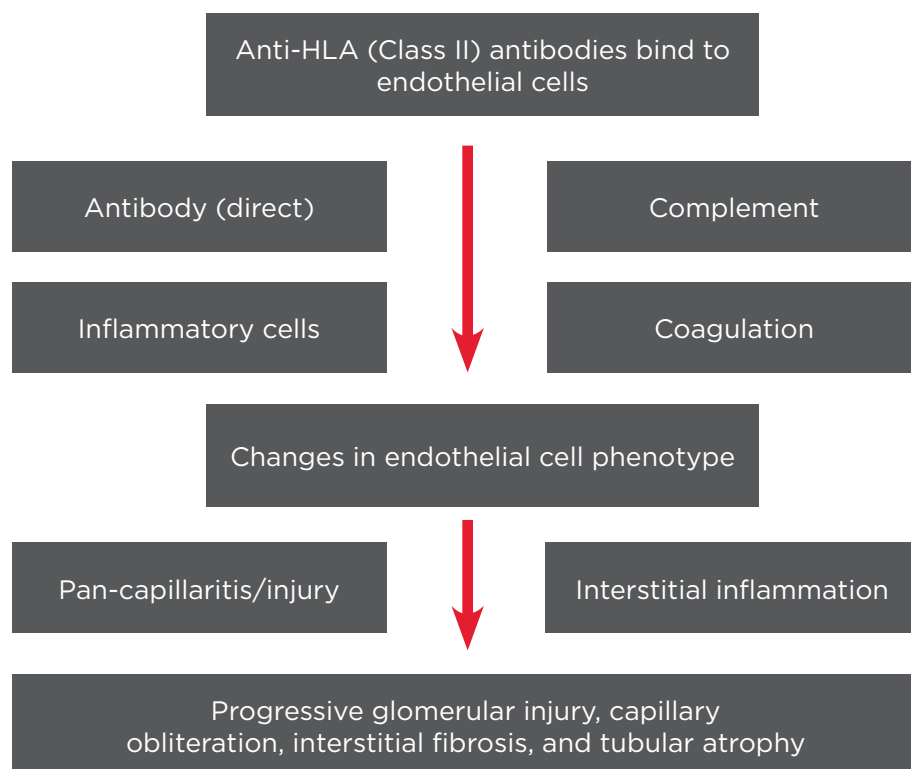 Anti-HLA (Class II) antibodies bind to
endothelial cells
Antibody (direct)
Complement
Inflammatory cells
Coagulation
Changes in endothelial cell phenotype
Pan-capillaritis/injury
Interstitial inflammation
Progressive glomerular injury, capillary
obliteration, interstitial fibrosis, and tubular atrophy